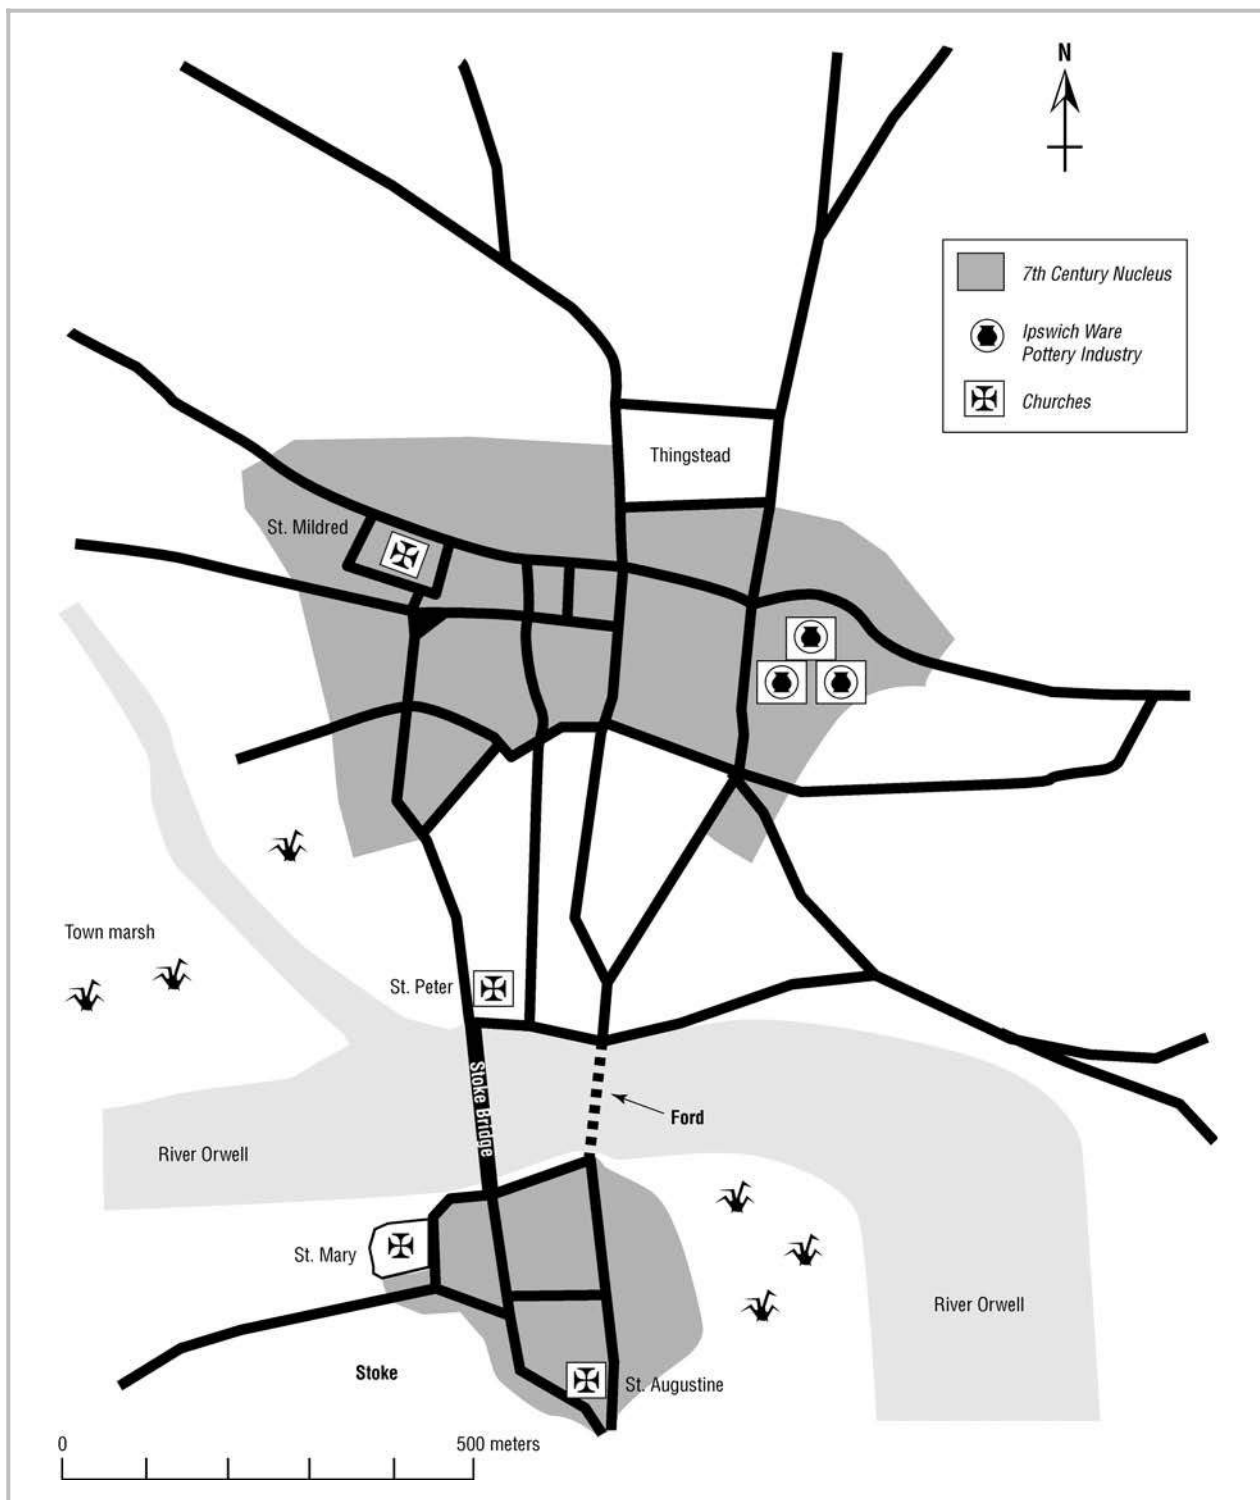 N
7th Century Nucleus
Ipswich Ware
Pottery Industry
Churches
Thingstead
St. Mildred
Town marsh
St. Peter
Stoke Bridge
Ford
River Orwell
St. Mary
River Orwell
Stoke
St. Augustine
0
500 meters